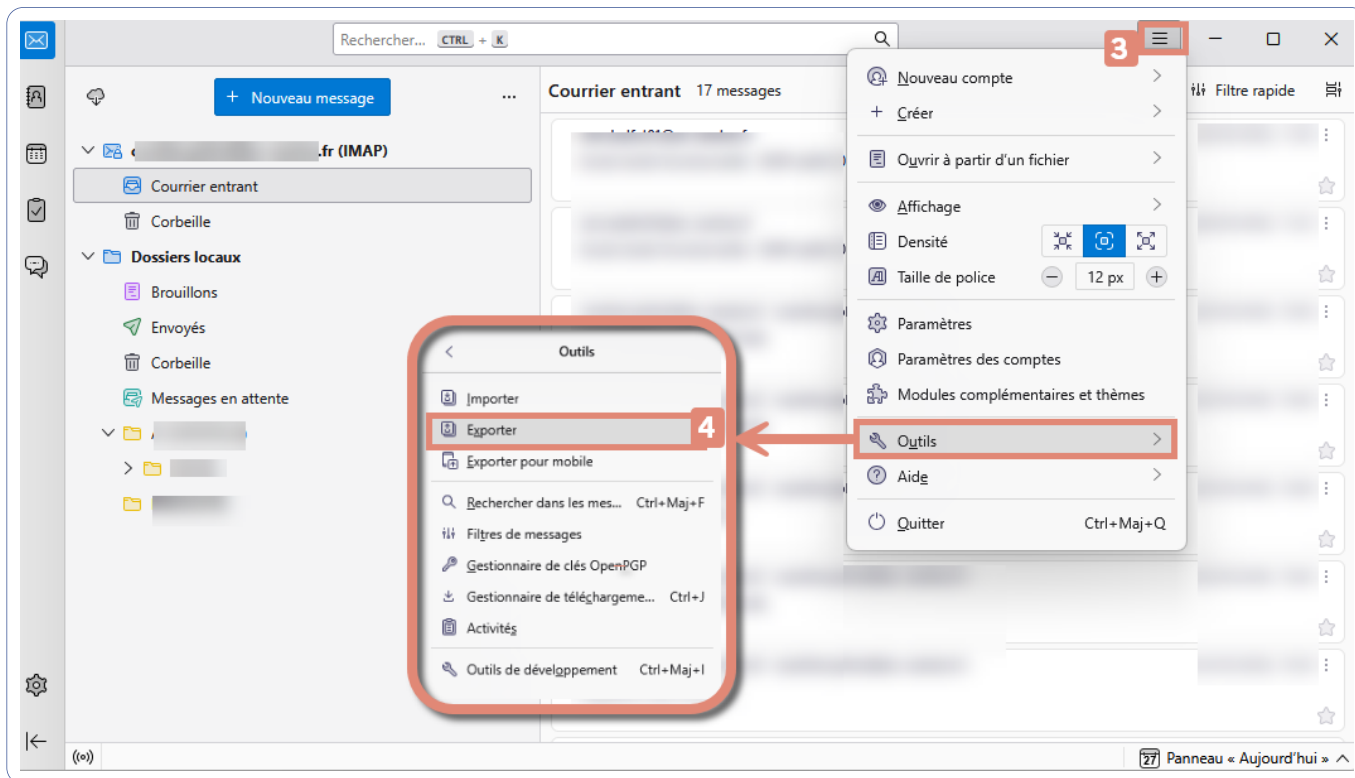 Rechercher... CTRL + K
3
+ Nouveau message
...
Courrier entrant 17 messages
Filtre rapide
.fr (IMAP)
Courrier entrant
Corbeille
Dossiers locaux
Brouillons
Envoyés
Corbeille
Messages en attente
Nouveau compte
Créer
Ouvrir à partir d'un fichier
Affichage
Densité
Taille de police 12 px
Paramètres
Paramètres des comptes
Modules complémentaires et thèmes
Outils
Aide
Quitter Ctrl+Maj+Q
Outils
Importer
Exporter 4
Exporter pour mobile
Rechercher dans les mes... Ctrl+Maj+F
Filtres de messages
Gestionnaire de clés OpenPGP
Gestionnaire de téléchargeme... Ctrl+J
Activités
Outils de développement Ctrl+Maj+I
27 Panneau « Aujourd'hui »